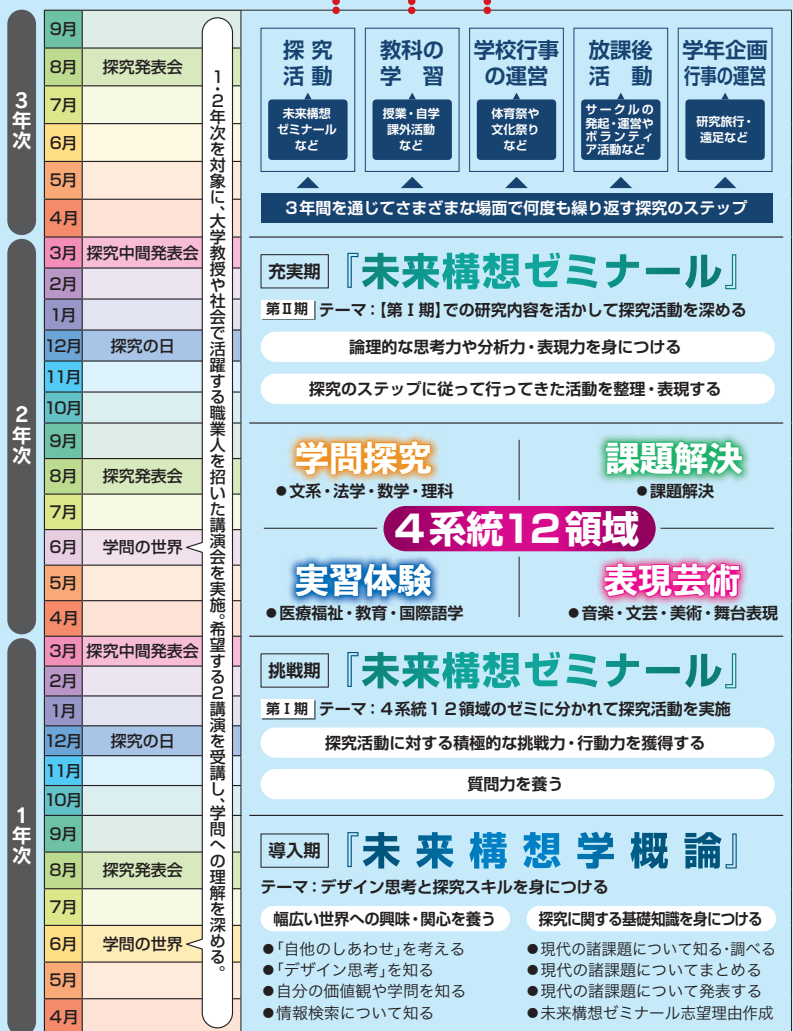 3年次
9月
8月 探究発表会
7月
6月
5月
4月
2年次
3月 探究中間発表会
2月
1月
12月 探究の日
11月
10月
9月
8月 探究発表会
7月
6月 学問の世界
5月
4月
1年次
3月 探究中間発表会
2月
1月
12月 探究の日
11月
10月
9月
8月 探究発表会
7月
6月 学問の世界
5月
4月
1・2年次を対象に、大学教授や社会で活躍する職業人を招いた講演会を実施。希望する2講演を受講し、学問への理解を深める。
探究
活動
未来構想
ゼミナール
など
教科の
学習
授業・自学
課外活動
など
学校行事
の運営
体育祭や
文化祭り
など
放課後
活動
サークルの
発起・運営や
ボランティ
ア活動など
学年企画
行事の運営
研究旅行・
遠足など
3年間を通じてさまざまな場面で何度も繰り返す探究のステップ
充実期 『未来構想ゼミナール』
第Ⅱ期 テーマ：【第Ⅰ期】での研究内容を活かして探究活動を深める
論理的な思考力や分析力・表現力を身につける
探究のステップに従って行ってきた活動を整理・表現する
学問探究
●文系・法学・数学・理科
課題解決
●課題解決
4系統12領域
実習体験
●医療福祉・教育・国際語学
表現芸術
●音楽・文芸・美術・舞台表現
挑戦期 『未来構想ゼミナール』
第Ⅰ期 テーマ：4系統12領域のゼミに分かれて探究活動を実施
探究活動に対する積極的な挑戦力・行動力を獲得する
質問力を養う
導入期 『未来構想学概論』
テーマ：デザイン思考と探究スキルを身につける
幅広い世界への興味・関心を養う
●「自他のしあわせ」を考える
●「デザイン思考」を知る
●自分の価値観や学問を知る
●情報検索について知る
探究に関する基礎知識を身につける
●現代の諸課題について知る・調べる
●現代の諸課題についてまとめる
●現代の諸課題について発表する
●未来構想ゼミナール志望理由作成